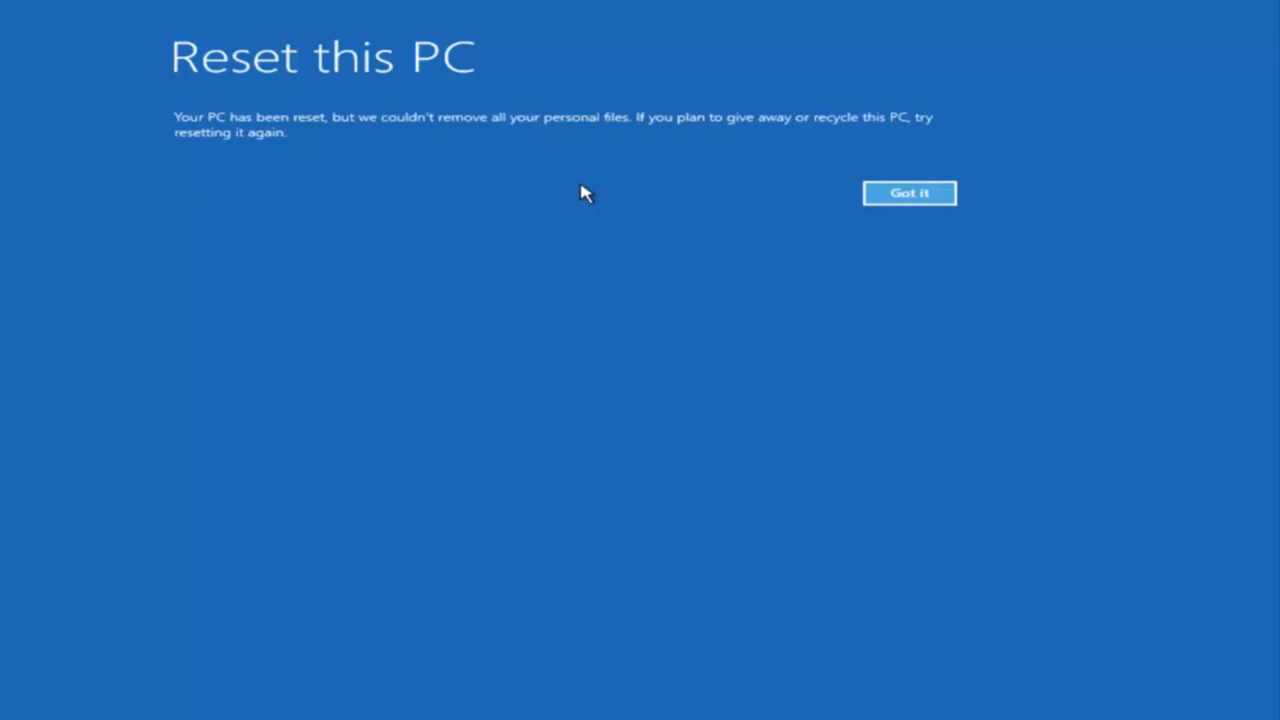 Reset this PC
Your PC has been reset, but we couldn't remove all your personal files. If you plan to give away or recycle this PC, try
resetting it again.
Got it